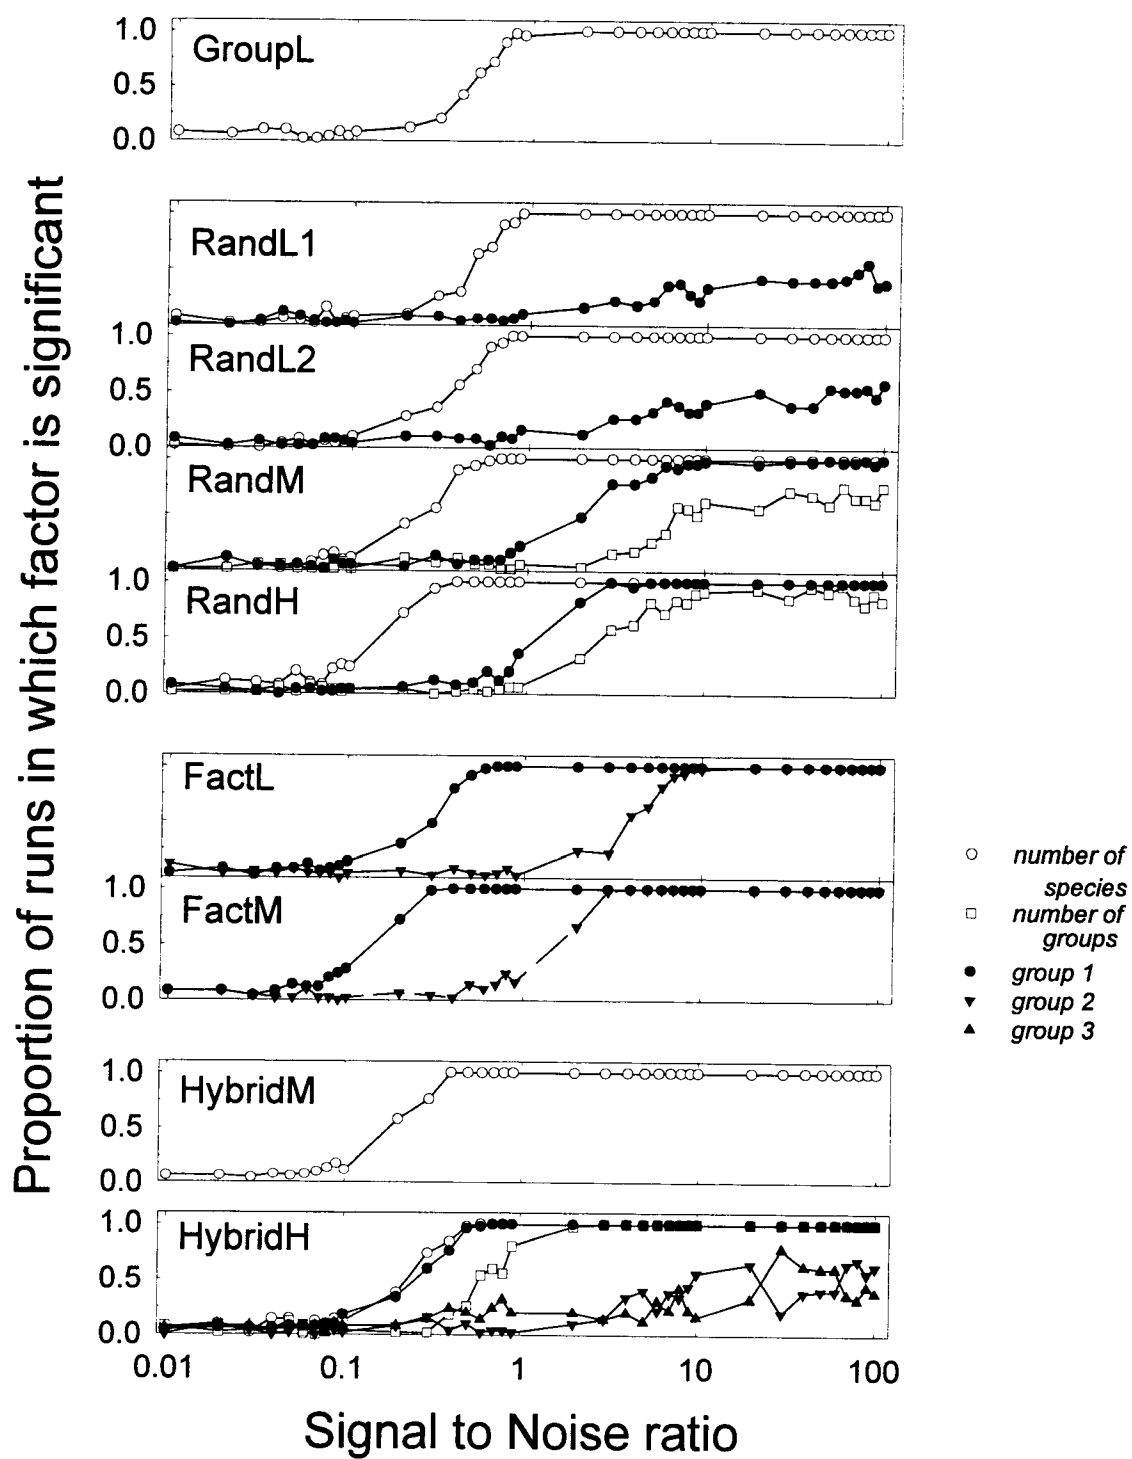 Proportion of runs in which factor is significant
1.0
GroupL
0.5
0.0
RandL1
1.0
RandL2
0.5
0.0
RandM
1.0
RandH
0.5
0.0
FactL
1.0
FactM
0.5
0.0
1.0
HybridM
0.5
0.0
1.0
HybridH
0.5
0.0
0.01 0.1 1 10 100
Signal to Noise ratio
number of
species
number of
groups
group 1
group 2
group 3